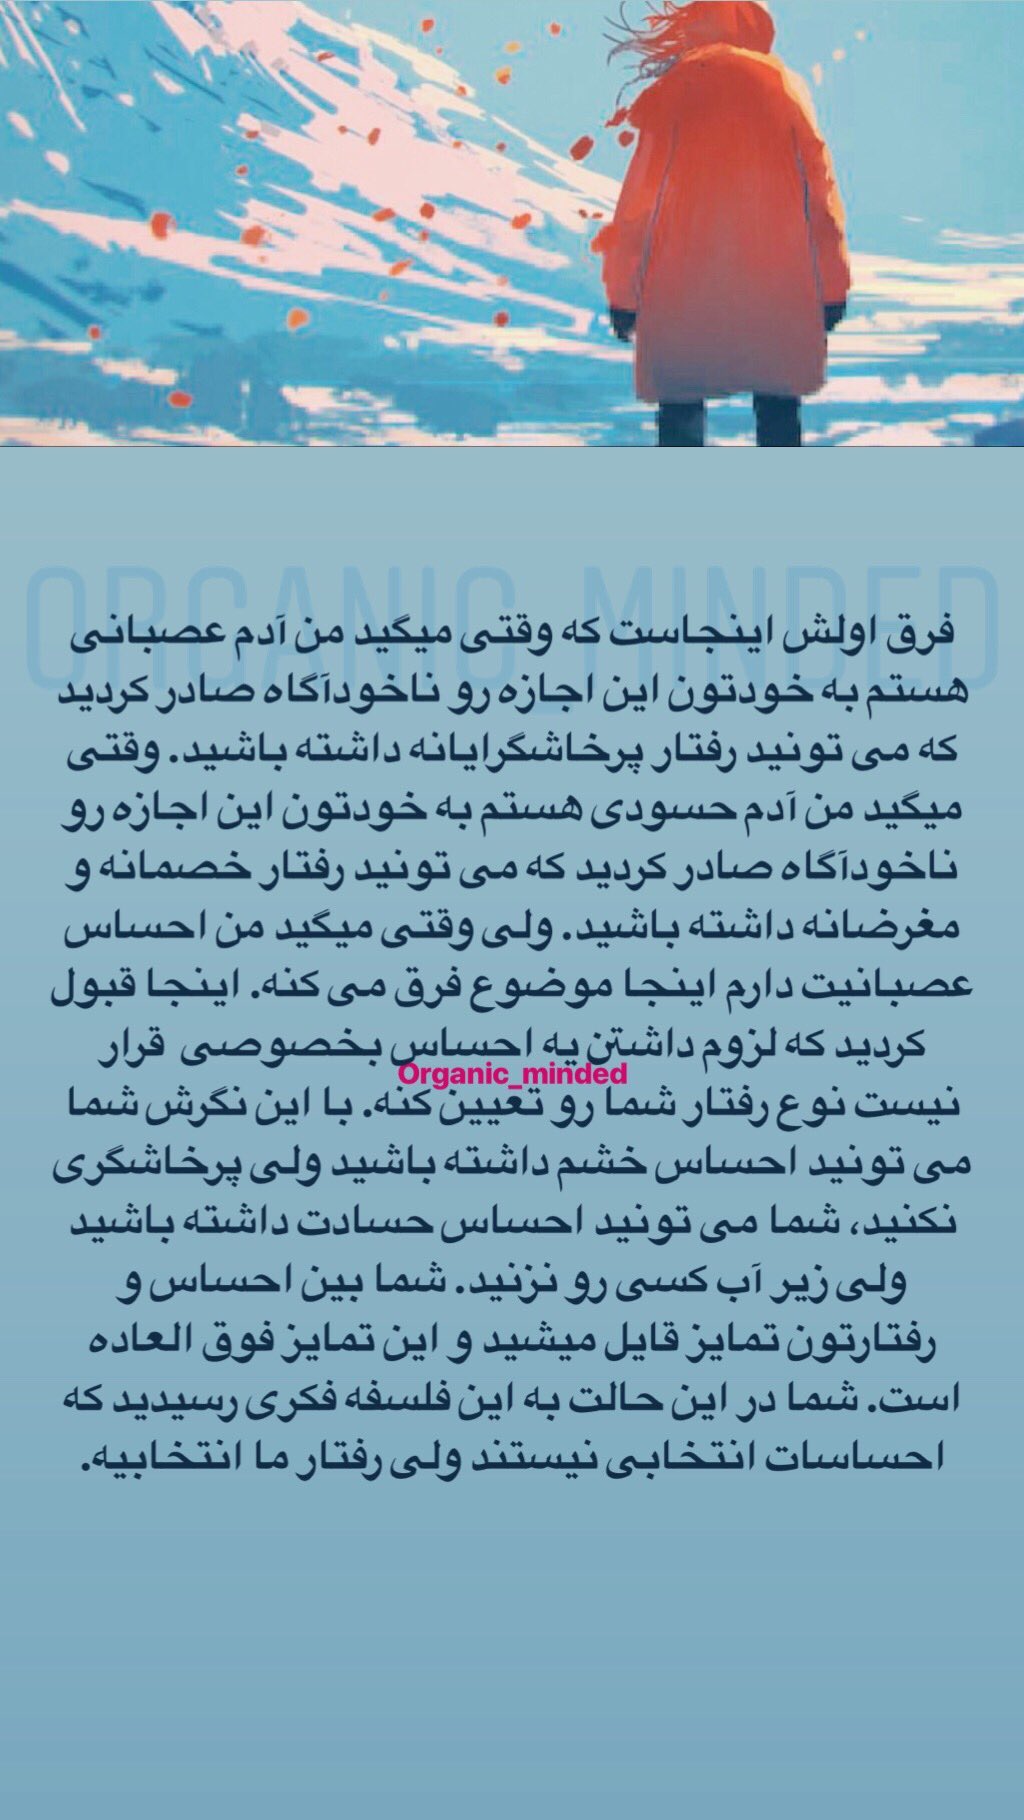 ORGANIC_MINDED
فرق اولش اینجاست که وقتی میگید من آدم عصبانی
هستم به خودتون این اجازه رو ناخودآگاه صادر کردید
که می تونید رفتار پرخاشگرایانه داشته باشید. وقتی
میگید من آدم حسودی هستم به خودتون این اجازه رو
ناخودآگاه صادر کردید که می تونید رفتار خصمانه و
مغرضانه داشته باشید. ولی وقتی میگید من احساس
عصبانیت دارم اینجا موضوع فرق می کنه. اینجا قبول
کردید که لزوم داشتن یه احساس بخصوصی قرار
Organic_minded
نیست نوع رفتار شما رو تعیین کنه. با این نگرش شما
می تونید احساس خشم داشته باشید ولی پرخاشگری
نکنید، شما می تونید احساس حسادت داشته باشید
ولی زیر آب کسی رو نزنید. شما بین احساس و
رفتارتون تمایز قایل میشید و این تمایز فوق العاده
است. شما در این حالت به این فلسفه فکری رسیدید که
احساسات انتخابی نیستند ولی رفتار ما انتخابیه.